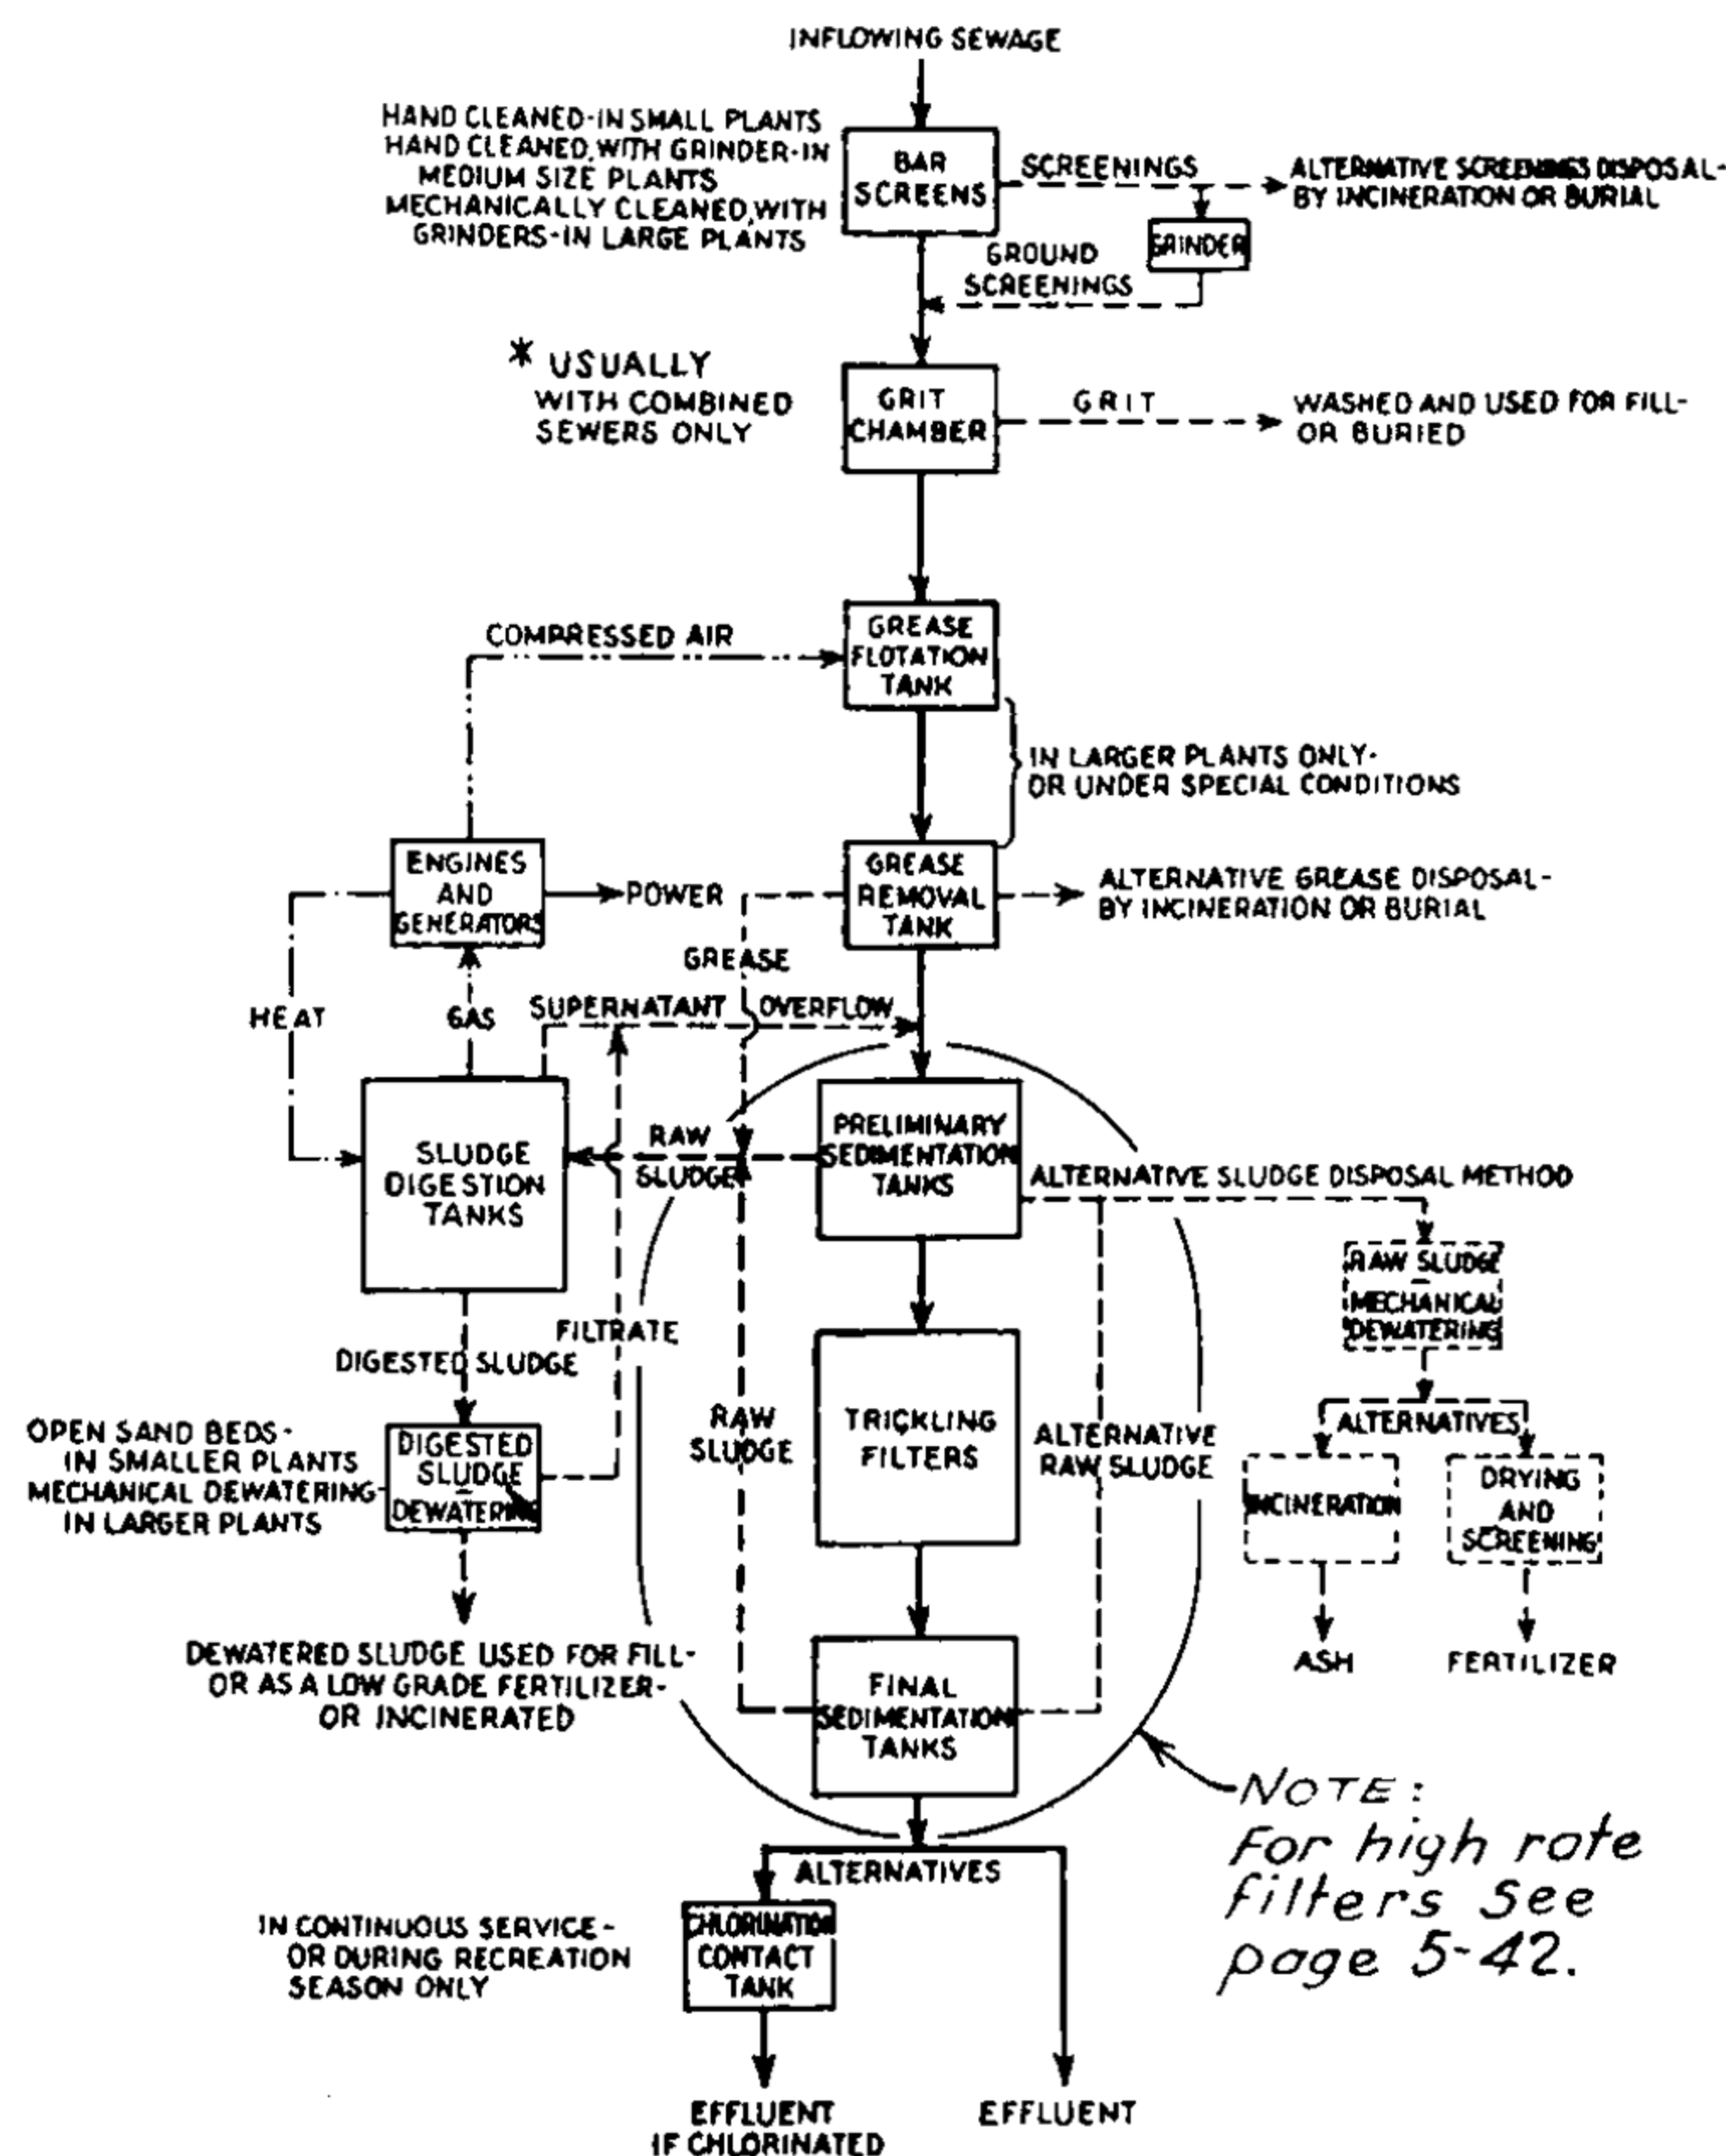 INFLOWING SEWAGE
HAND CLEANED-IN SMALL PLANTS
HAND CLEANED, WITH GRINDER-IN
MEDIUM SIZE PLANTS
MECHANICALLY CLEANED, WITH
GRINDERS-IN LARGE PLANTS
BAR
SCREENS
SCREENINGS
ALTERNATIVE SCREENINGS DISPOSAL-
BY INCINERATION OR BURIAL
GRINDER
GROUND
SCREENINGS
* USUALLY
WITH COMBINED
SEWERS ONLY
GRIT
CHAMBER
GRIT
WASHED AND USED FOR FILL-
OR BURIED
COMPRESSED AIR
GREASE
FLOTATION
TANK
IN LARGER PLANTS ONLY-
OR UNDER SPECIAL CONDITIONS
ENGINES
AND
GENERATORS
POWER
GREASE
REMOVAL
TANK
ALTERNATIVE GREASE DISPOSAL-
BY INCINERATION OR BURIAL
GREASE
HEAT
GAS
SUPERNATANT OVERFLOW
SLUDGE
DIGESTION
TANKS
RAW
SLUDGE
PRELIMINARY
SEDIMENTATION
TANKS
ALTERNATIVE SLUDGE DISPOSAL METHOD
RAW SLUDGE
MECHANICAL
DEWATERING
FILTRATE
DIGESTED SLUDGE
OPEN SAND BEDS-
IN SMALLER PLANTS
MECHANICAL DEWATERING-
IN LARGER PLANTS
DIGESTED
SLUDGE
DEWATERING
RAW
SLUDGE
TRICKLING
FILTERS
ALTERNATIVE
RAW SLUDGE
ALTERNATIVES
INCINERATION
DRYING
AND
SCREENING
ASH
FERTILIZER
DEWATERED SLUDGE USED FOR FILL-
OR AS A LOW GRADE FERTILIZER-
OR INCINERATED
FINAL
SEDIMENTATION
TANKS
NOTE:
For high rate
filters see
page 5-42.
ALTERNATIVES
IN CONTINUOUS SERVICE-
OR DURING RECREATION
SEASON ONLY
CHLORINATION
CONTACT
TANK
EFFLUENT
IF CHLORINATED
EFFLUENT